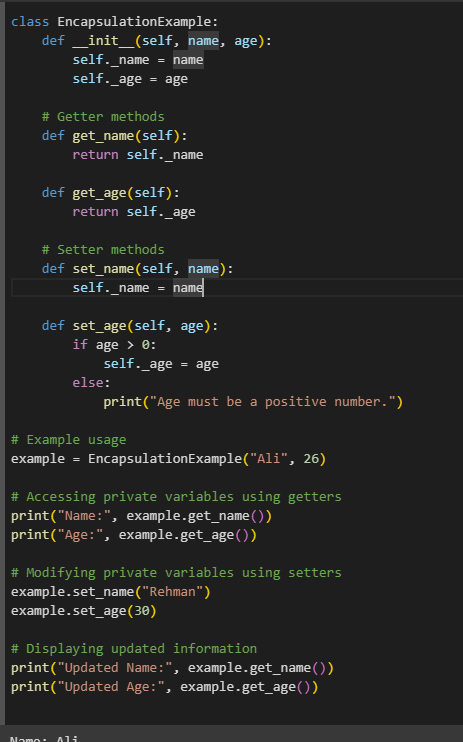 class EncapsulationExample:
    def __init__(self, name, age):
        self._name = name
        self._age = age

    # Getter methods
    def get_name(self):
        return self._name

    def get_age(self):
        return self._age

    # Setter methods
    def set_name(self, name):
        self._name = name

    def set_age(self, age):
        if age > 0:
            self._age = age
        else:
            print("Age must be a positive number.")

# Example usage
example = EncapsulationExample("Ali", 26)

# Accessing private variables using getters
print("Name:", example.get_name())
print("Age:", example.get_age())

# Modifying private variables using setters
example.set_name("Rehman")
example.set_age(30)

# Displaying updated information
print("Updated Name:", example.get_name())
print("Updated Age:", example.get_age())

Name: Ali